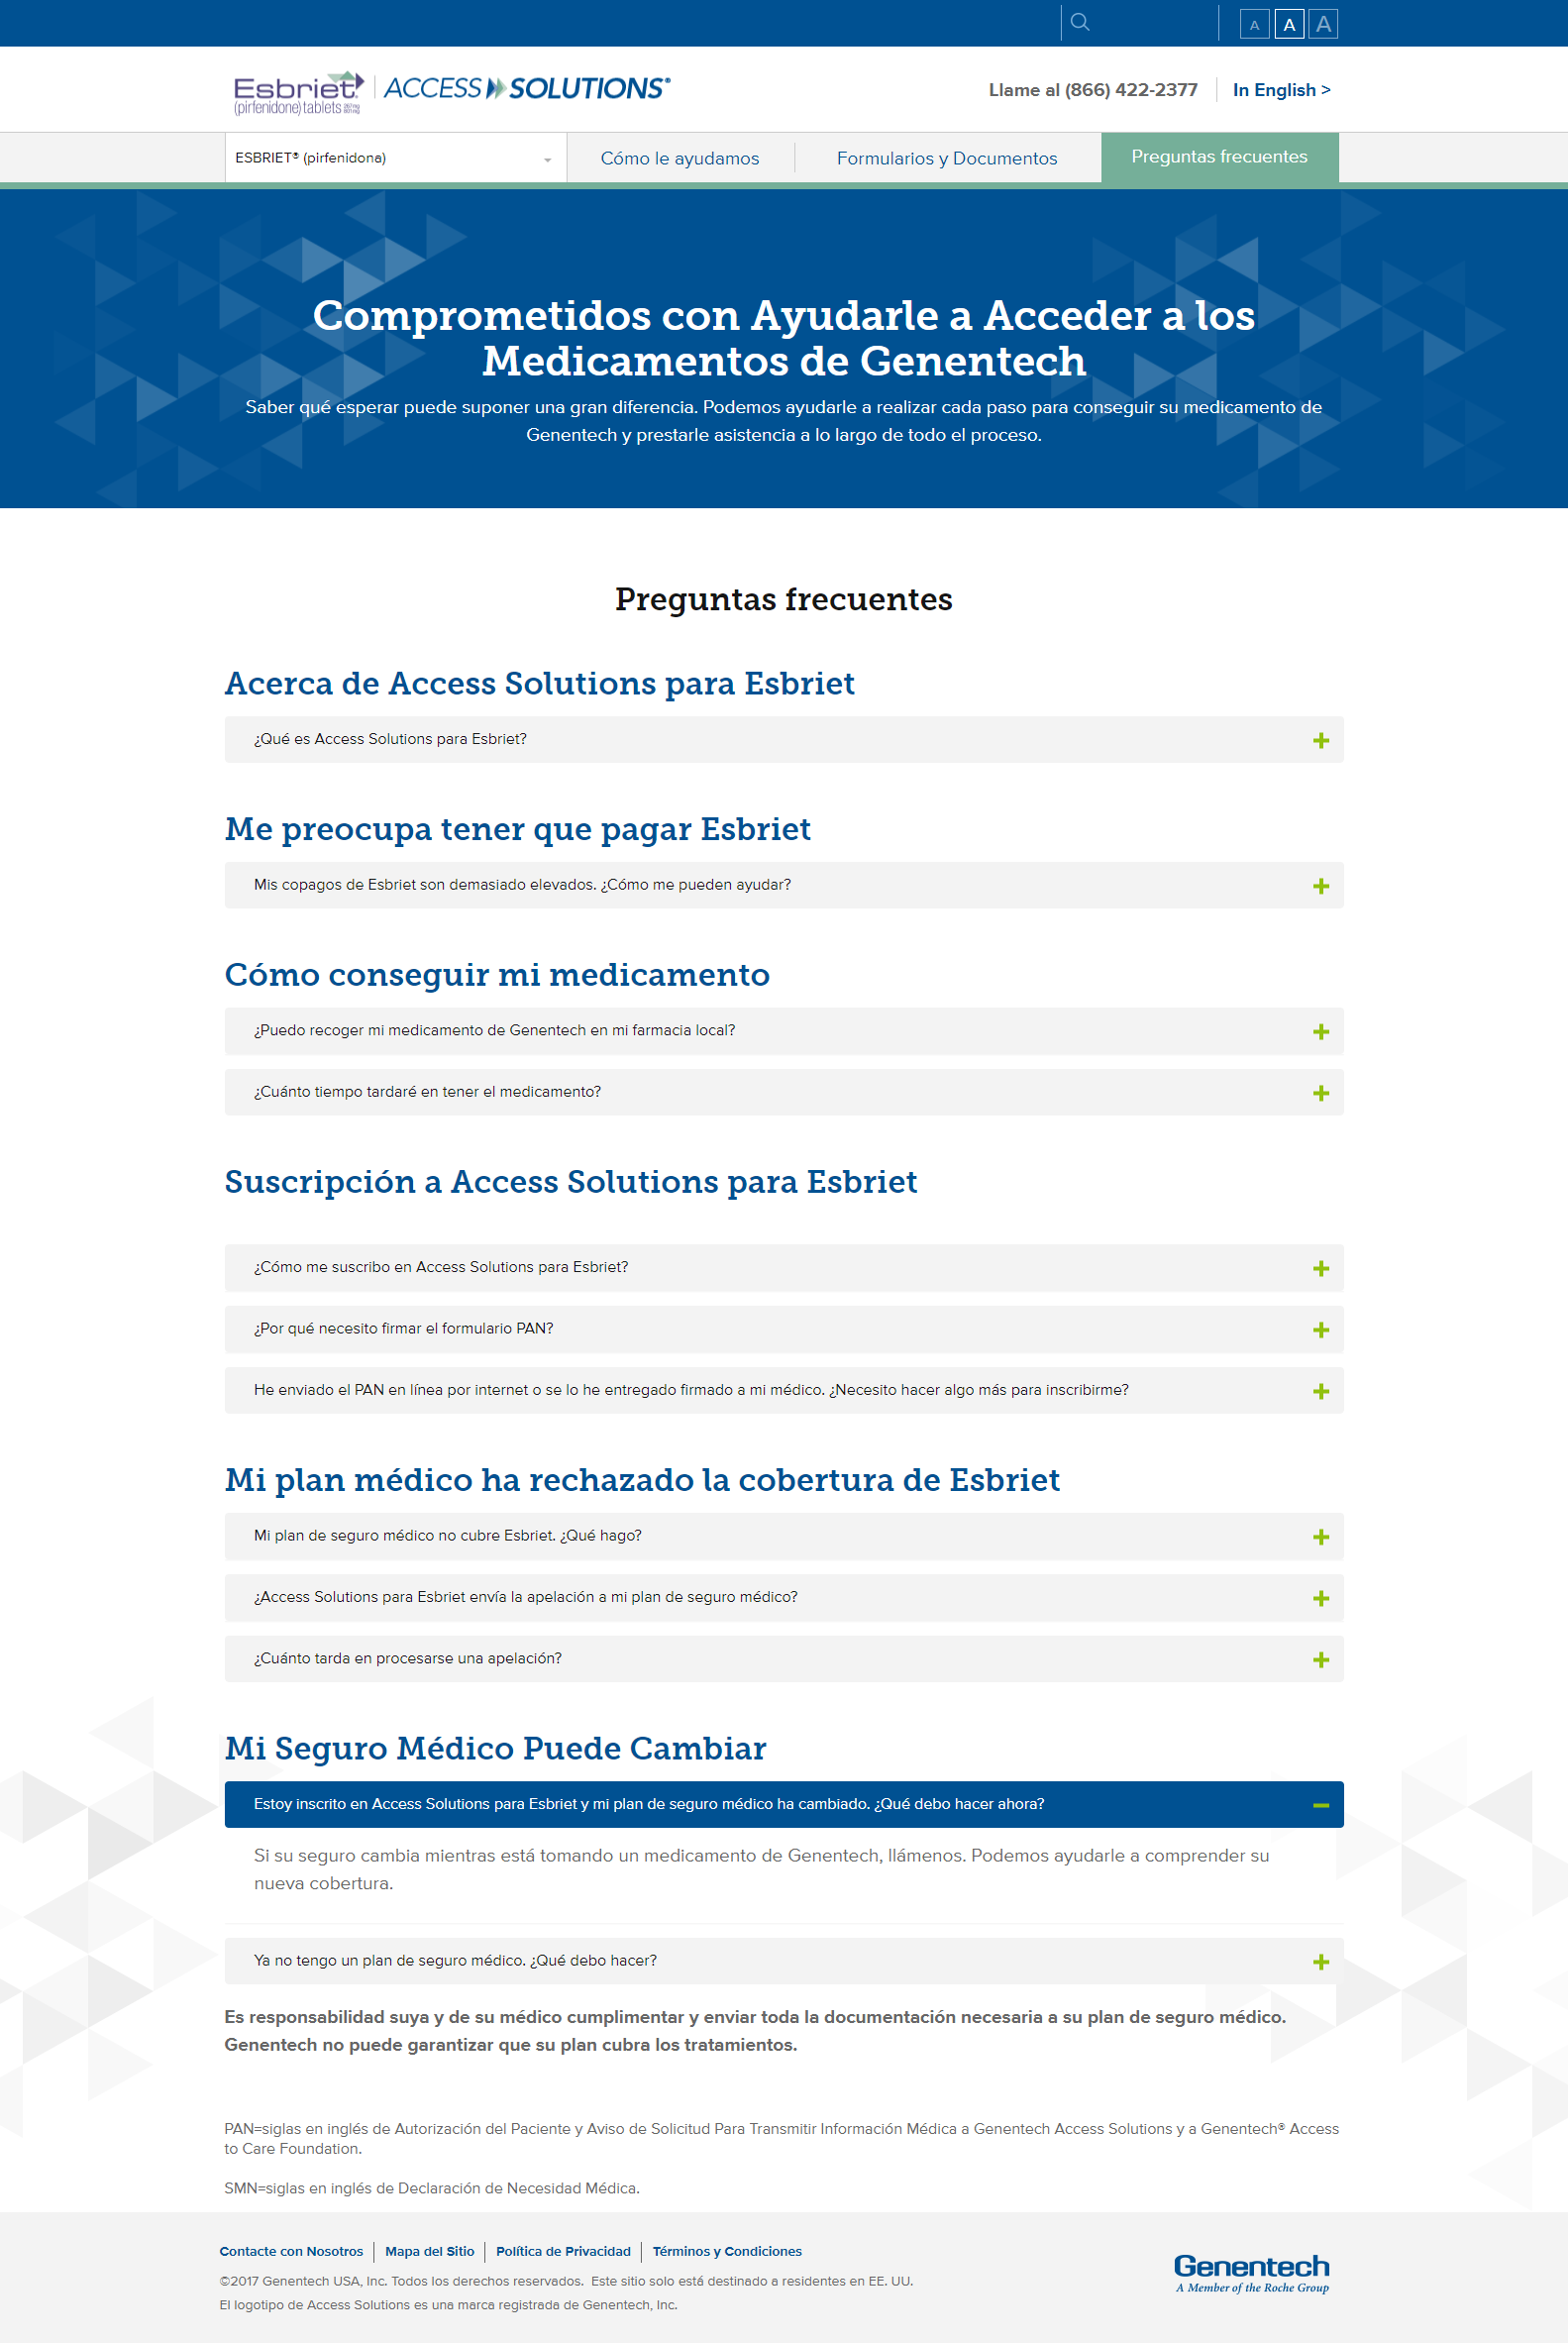 A A A
Esbriet®
(pirfenidone) tablets
ACCESS SOLUTIONS®
Llame al (866) 422-2377
In English >
ESBRIET® (pirfenidona)
Cómo le ayudamos
Formularios y Documentos
Preguntas frecuentes
Comprometidos con Ayudarle a Acceder a los
Medicamentos de Genentech
Saber qué esperar puede suponer una gran diferencia. Podemos ayudarle a realizar cada paso para conseguir su medicamento de
Genentech y prestarle asistencia a lo largo de todo el proceso.
Preguntas frecuentes
Acerca de Access Solutions para Esbriet
¿Qué es Access Solutions para Esbriet?
Me preocupa tener que pagar Esbriet
Mis copagos de Esbriet son demasiado elevados. ¿Cómo me pueden ayudar?
Cómo conseguir mi medicamento
¿Puedo recoger mi medicamento de Genentech en mi farmacia local?
¿Cuánto tiempo tardaré en tener el medicamento?
Suscripción a Access Solutions para Esbriet
¿Cómo me suscribo en Access Solutions para Esbriet?
¿Por qué necesito firmar el formulario PAN?
He enviado el PAN en línea por internet o se lo he entregado firmado a mi médico. ¿Necesito hacer algo más para inscribirme?
Mi plan médico ha rechazado la cobertura de Esbriet
Mi plan de seguro médico no cubre Esbriet. ¿Qué hago?
¿Access Solutions para Esbriet envía la apelación a mi plan de seguro médico?
¿Cuánto tarda en procesarse una apelación?
Mi Seguro Médico Puede Cambiar
Estoy inscrito en Access Solutions para Esbriet y mi plan de seguro médico ha cambiado. ¿Qué debo hacer ahora?
Si su seguro cambia mientras está tomando un medicamento de Genentech, llámenos. Podemos ayudarle a comprender su
nueva cobertura.
Ya no tengo un plan de seguro médico. ¿Qué debo hacer?
Es responsabilidad suya y de su médico cumplimentar y enviar toda la documentación necesaria a su plan de seguro médico.
Genentech no puede garantizar que su plan cubra los tratamientos.
PAN=siglas en inglés de Autorización del Paciente y Aviso de Solicitud Para Transmitir Información Médica a Genentech Access Solutions y a Genentech® Access
to Care Foundation.
SMN=siglas en inglés de Declaración de Necesidad Médica.
Contacte con Nosotros
Mapa del Sitio
Política de Privacidad
Términos y Condiciones
©2017 Genentech USA, Inc. Todos los derechos reservados. Este sitio solo está destinado a residentes en EE. UU.
El logotipo de Access Solutions es una marca registrada de Genentech, Inc.
Genentech
A Member of the Roche Group